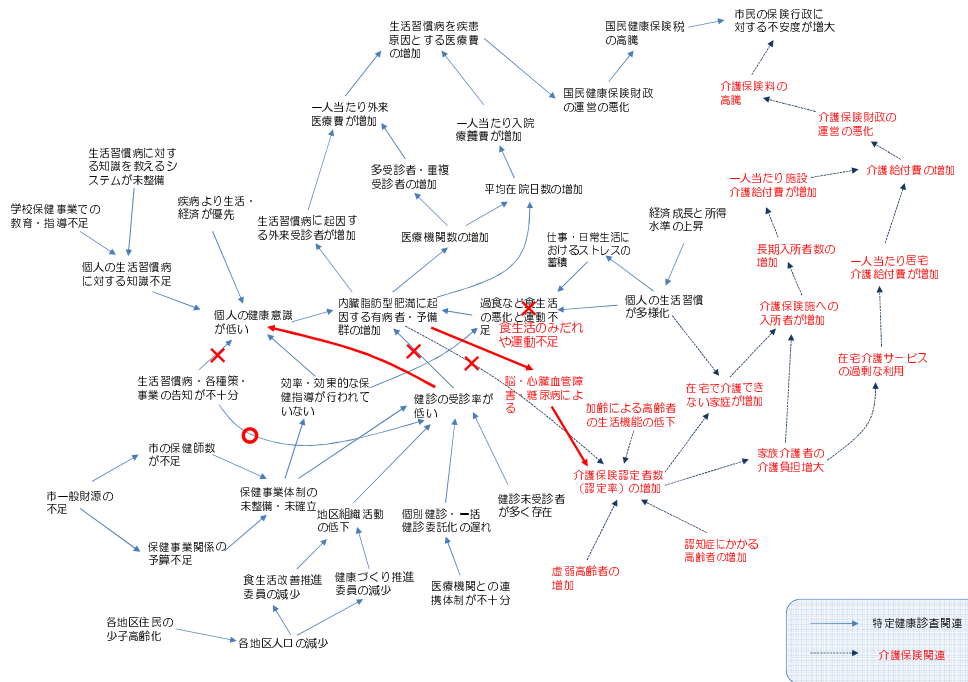 生活習慣病を疾患
原因とする医療費
の増加
国民健康保険税
の高騰
市民の保険行政に
対する不安度が増大
国民健康保険財政
の運営の悪化
介護保険料の
高騰
一人当たり外来
医療費が増加
一人当たり入院
療養費が増加
介護保険財政の
運営の悪化
生活習慣病に対す
る知識を教えるシ
ステムが未整備
多受診者・重複
受診者の増加
平均在院日数の増加
一人当たり施設
介護給付費が増加
介護給付費の増加
学校保健事業での
教育・指導不足
疾病より生活・
経済が優先
生活習慣病に起因す
る外来受診者が増加
医療機関数の増加
仕事・日常生活に
おけるストレスの
蓄積
経済成長と所得
水準の上昇
長期入所者数の
増加
個人の生活習慣病
に対する知識不足
一人当たり居宅
介護給付費が増加
個人の健康意識
が低い
内臓脂肪型肥満に起
因する有病者・予備
群の増加
過食など食生活
の悪化と運動不
足
食生活のみだれ
や運動不足
個人の生活習慣
が多様化
介護保険施への
入所者が増加
在宅介護サービス
の過剰な利用
生活習慣病・各種策・
事業の告知が不十分
効率・効果的な保
健指導が行われて
いない
健診の受診率が
低い
脳・心臓血管障
害・糖尿病によ
る
在宅で介護でき
ない家庭が増加
加齢による高齢者
の生活機能の低下
市の保健師数
が不足
家族介護者の
介護負担増大
介護保険認定者数
（認定率）の増加
市一般財源の
不足
保健事業体制の
未整備・未確立
地区組織活動
の低下
個別健診・一括
健診委託化の遅れ
健診未受診者
が多く存在
保健事業関係の
予算不足
認知症にかかる
高齢者の増加
食生活改善推進
委員の減少
健康づくり推進
委員の減少
医療機関との連
携体制が不十分
虚弱高齢者の
増加
各地区住民の
少子高齢化
各地区人口の減少
特定健康診査関連
介護保険関連